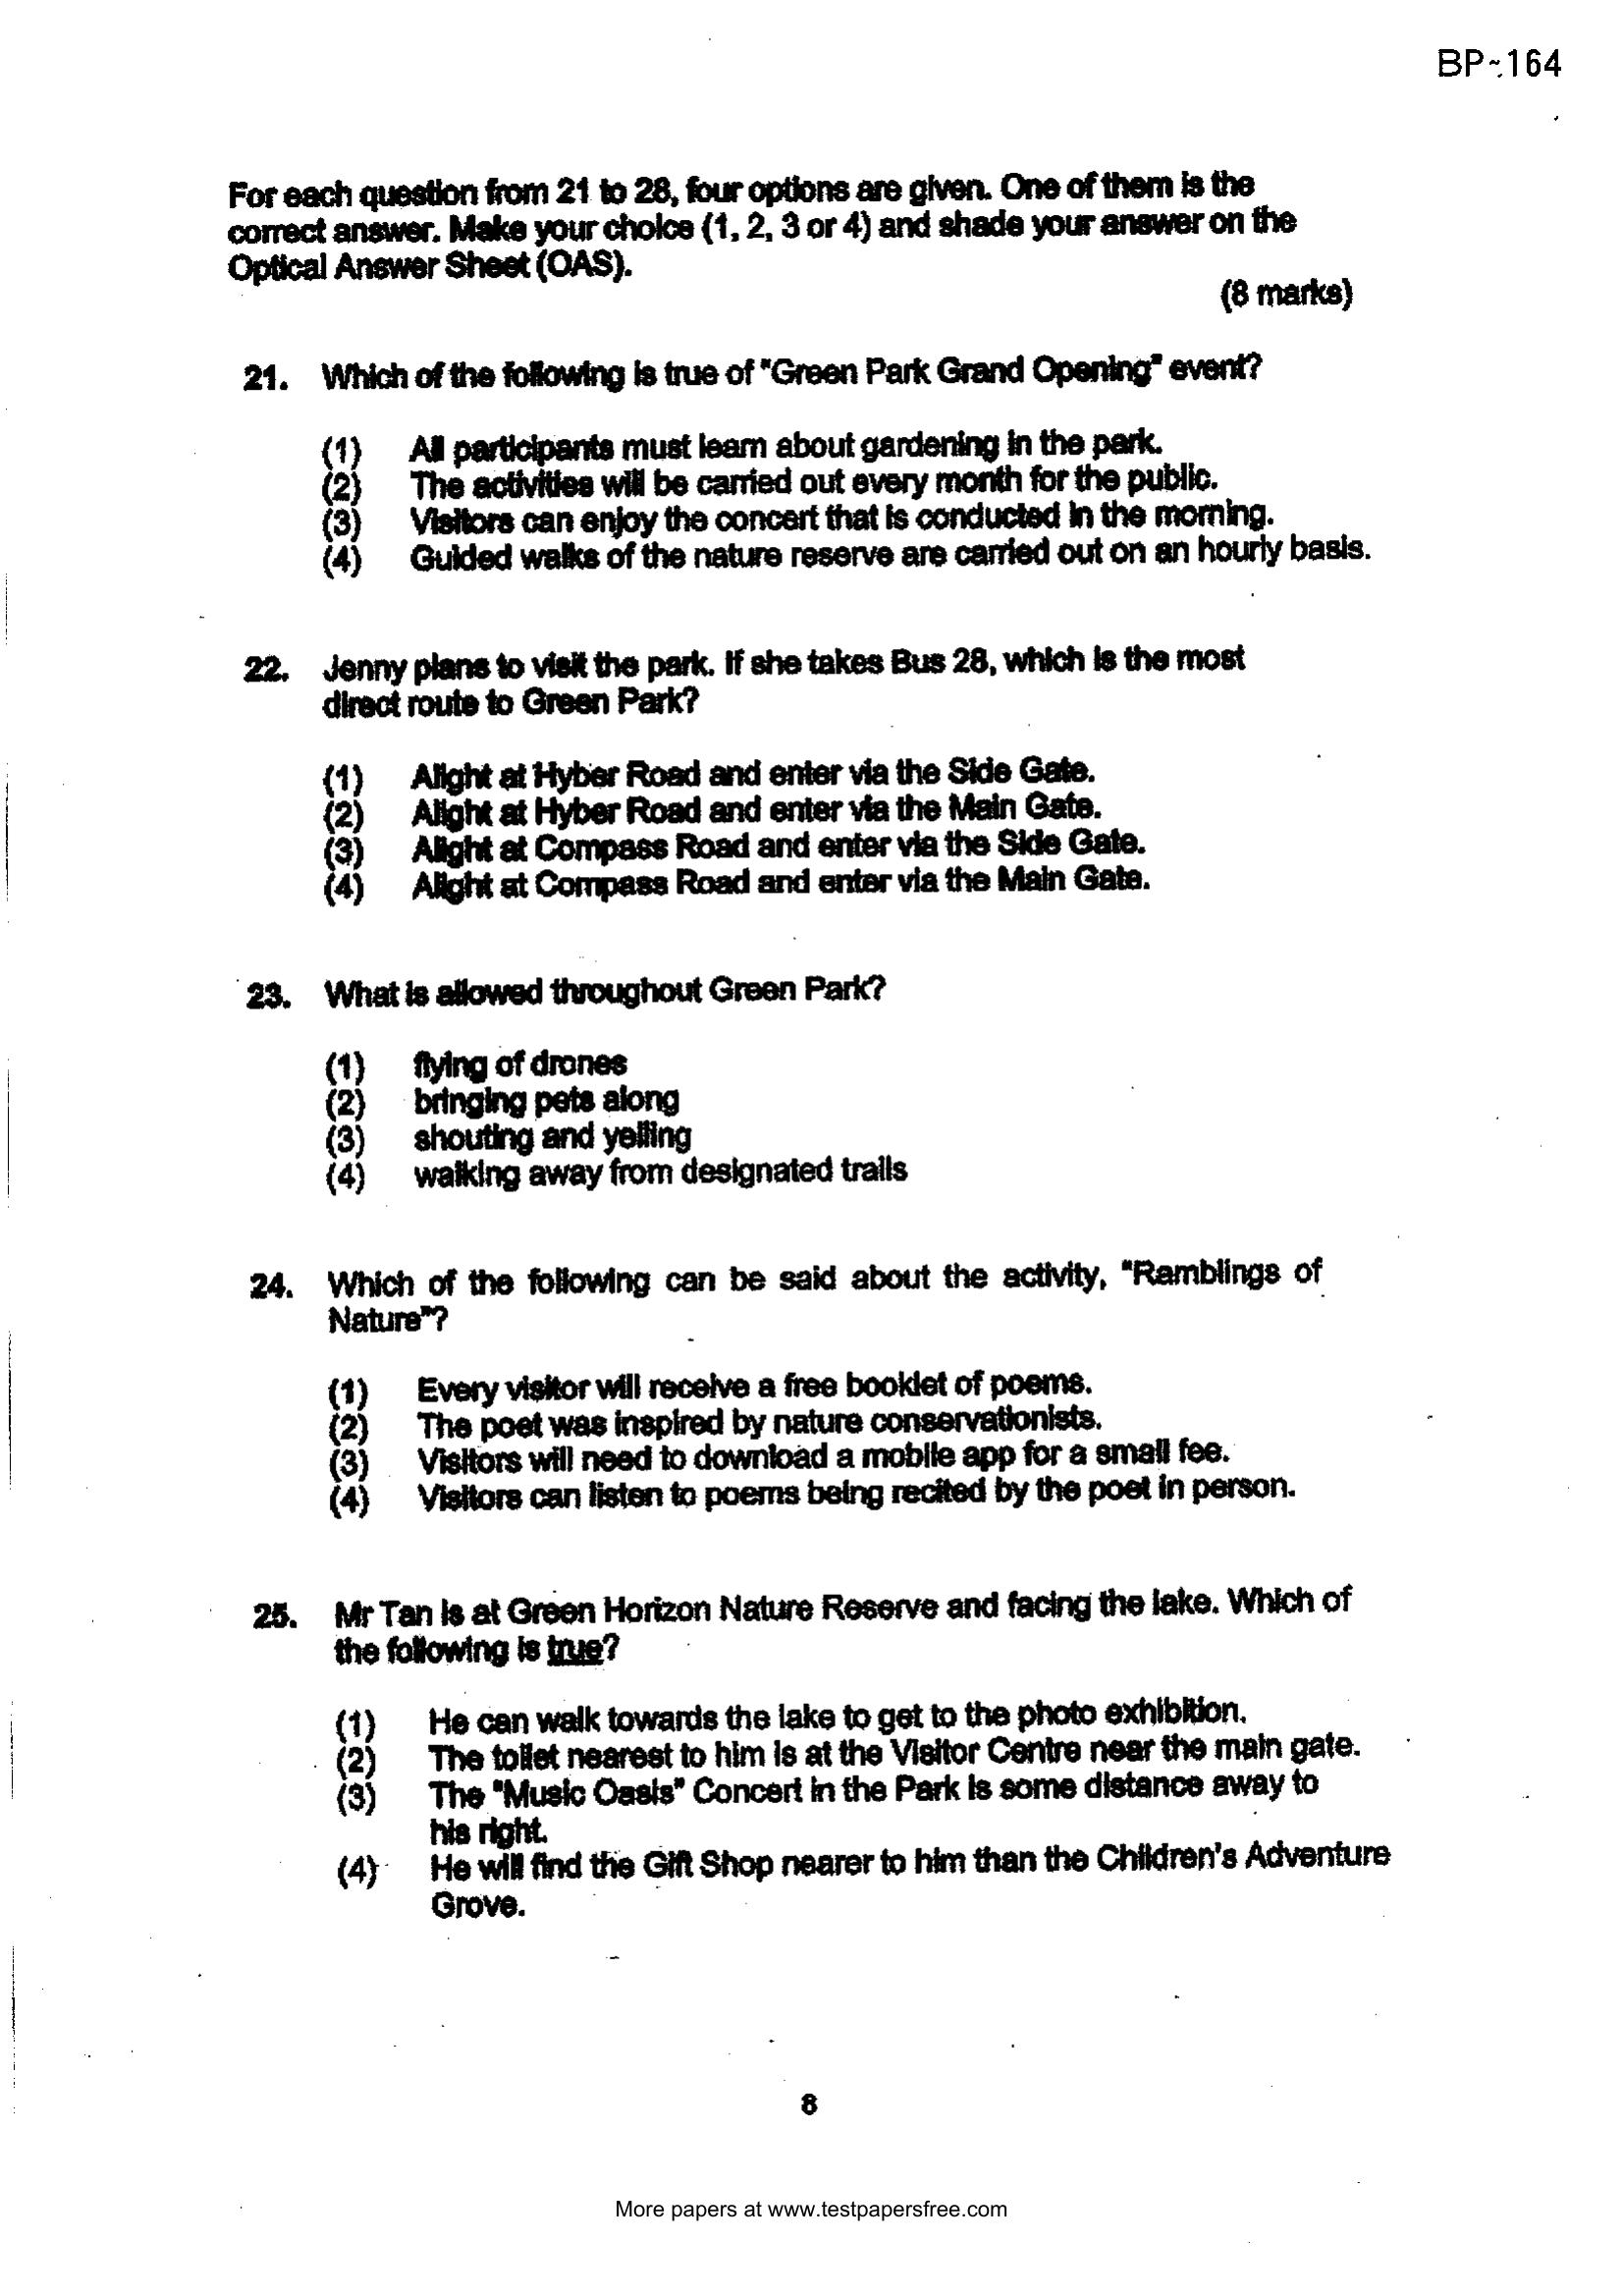 BP-164
For each question from 21 to 28, four options are given. One of them is the
correct answer. Make your choice (1, 2, 3 or 4) and shade your answer on the
Optical Answer Sheet (OAS).
(8 marks)
21. Which of the following is true of "Green Park Grand Opening" event?
(1) All participants must learn about gardening in the park.
(2) The activities will be carried out every month for the public.
(3) Visitors can enjoy the concert that is conducted in the morning.
(4) Guided walks of the nature reserve are carried out on an hourly basis.
22. Jenny plans to visit the park. If she takes Bus 28, which is the most
direct route to Green Park?
(1) Alight at Hyber Road and enter via the Side Gate.
(2) Alight at Hyber Road and enter via the Main Gate.
(3) Alight at Compass Road and enter via the Side Gate.
(4) Alight at Compass Road and enter via the Main Gate.
23. What is allowed throughout Green Park?
(1) flying of drones
(2) bringing pets along
(3) shouting and yelling
(4) walking away from designated trails
24. Which of the following can be said about the activity, "Ramblings of
Nature"?
(1) Every visitor will receive a free booklet of poems.
(2) The poet was inspired by nature conservationists.
(3) Visitors will need to download a mobile app for a small fee.
(4) Visitors can listen to poems being recited by the poet in person.
25. Mr Tan is at Green Horizon Nature Reserve and facing the lake. Which of
the following is true?
(1) He can walk towards the lake to get to the photo exhibition.
(2) The toilet nearest to him is at the Visitor Centre near the main gate.
(3) The "Music Oasis" Concert in the Park is some distance away to
his right.
(4) He will find the Gift Shop nearer to him than the Children's Adventure
Grove.
8
More papers at www.testpapersfree.com